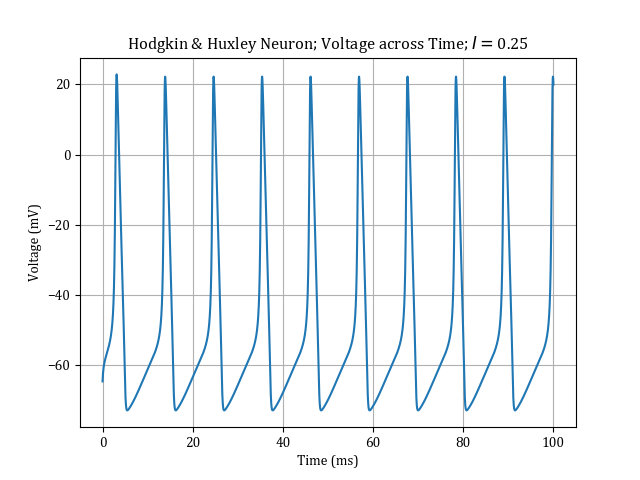 Hodgkin & Huxley Neuron; Voltage across Time; I = 0.25
20
0
−20
−40
−60
Voltage (mV)
0 20 40 60 80 100
Time (ms)